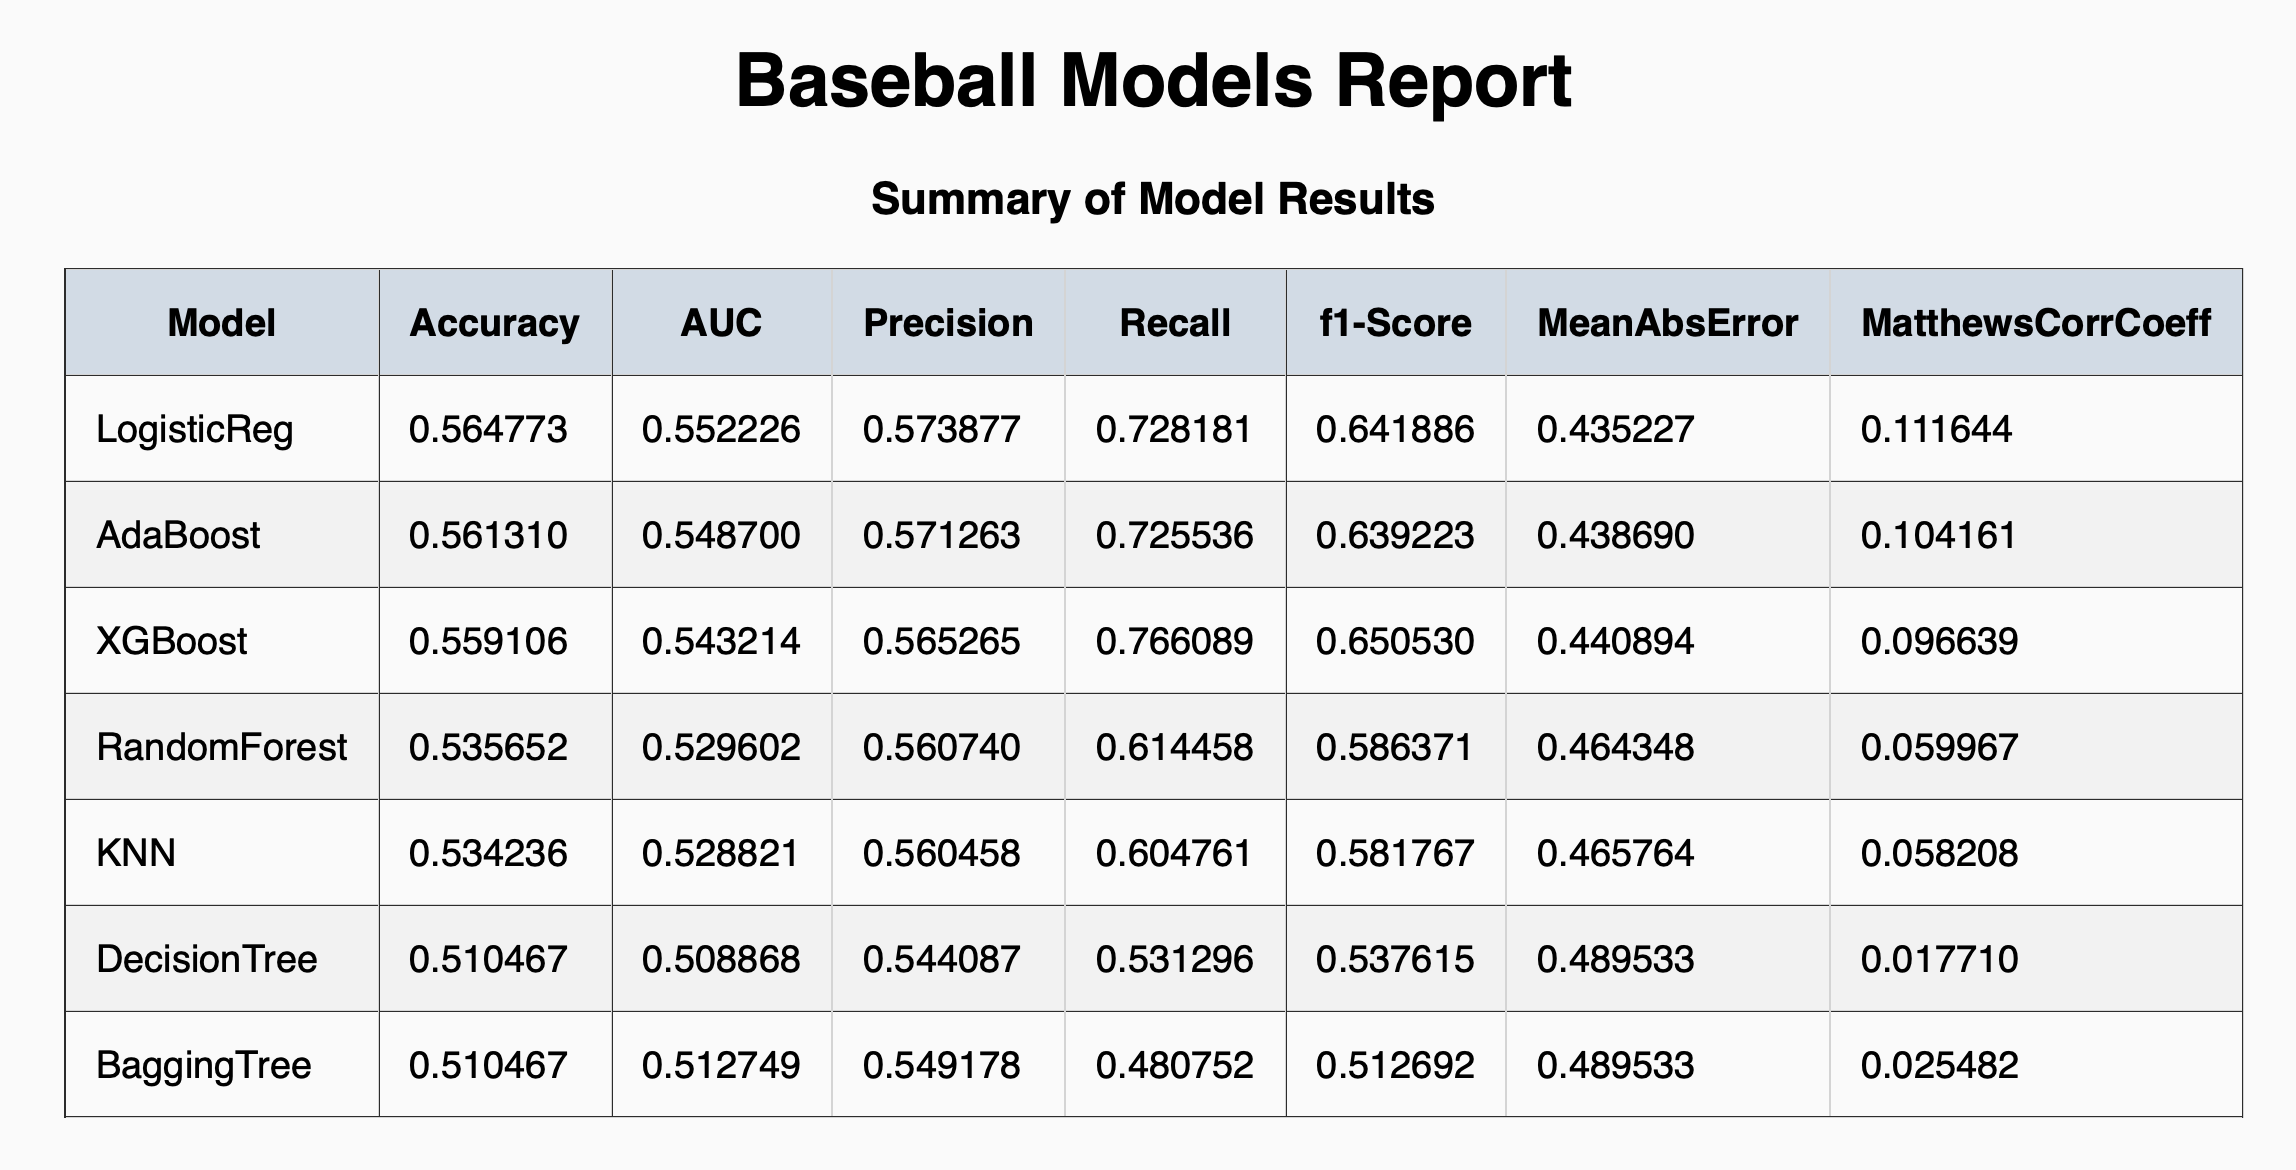 Baseball Models Report
Summary of Model Results
Model Accuracy AUC Precision Recall f1-Score MeanAbsError MatthewsCorrCoeff
LogisticReg 0.564773 0.552226 0.573877 0.728181 0.641886 0.435227 0.111644
AdaBoost 0.561310 0.548700 0.571263 0.725536 0.639223 0.438690 0.104161
XGBoost 0.559106 0.543214 0.565265 0.766089 0.650530 0.440894 0.096639
RandomForest 0.535652 0.529602 0.560740 0.614458 0.586371 0.464348 0.059967
KNN 0.534236 0.528821 0.560458 0.604761 0.581767 0.465764 0.058208
DecisionTree 0.510467 0.508868 0.544087 0.531296 0.537615 0.489533 0.017710
BaggingTree 0.510467 0.512749 0.549178 0.480752 0.512692 0.489533 0.025482